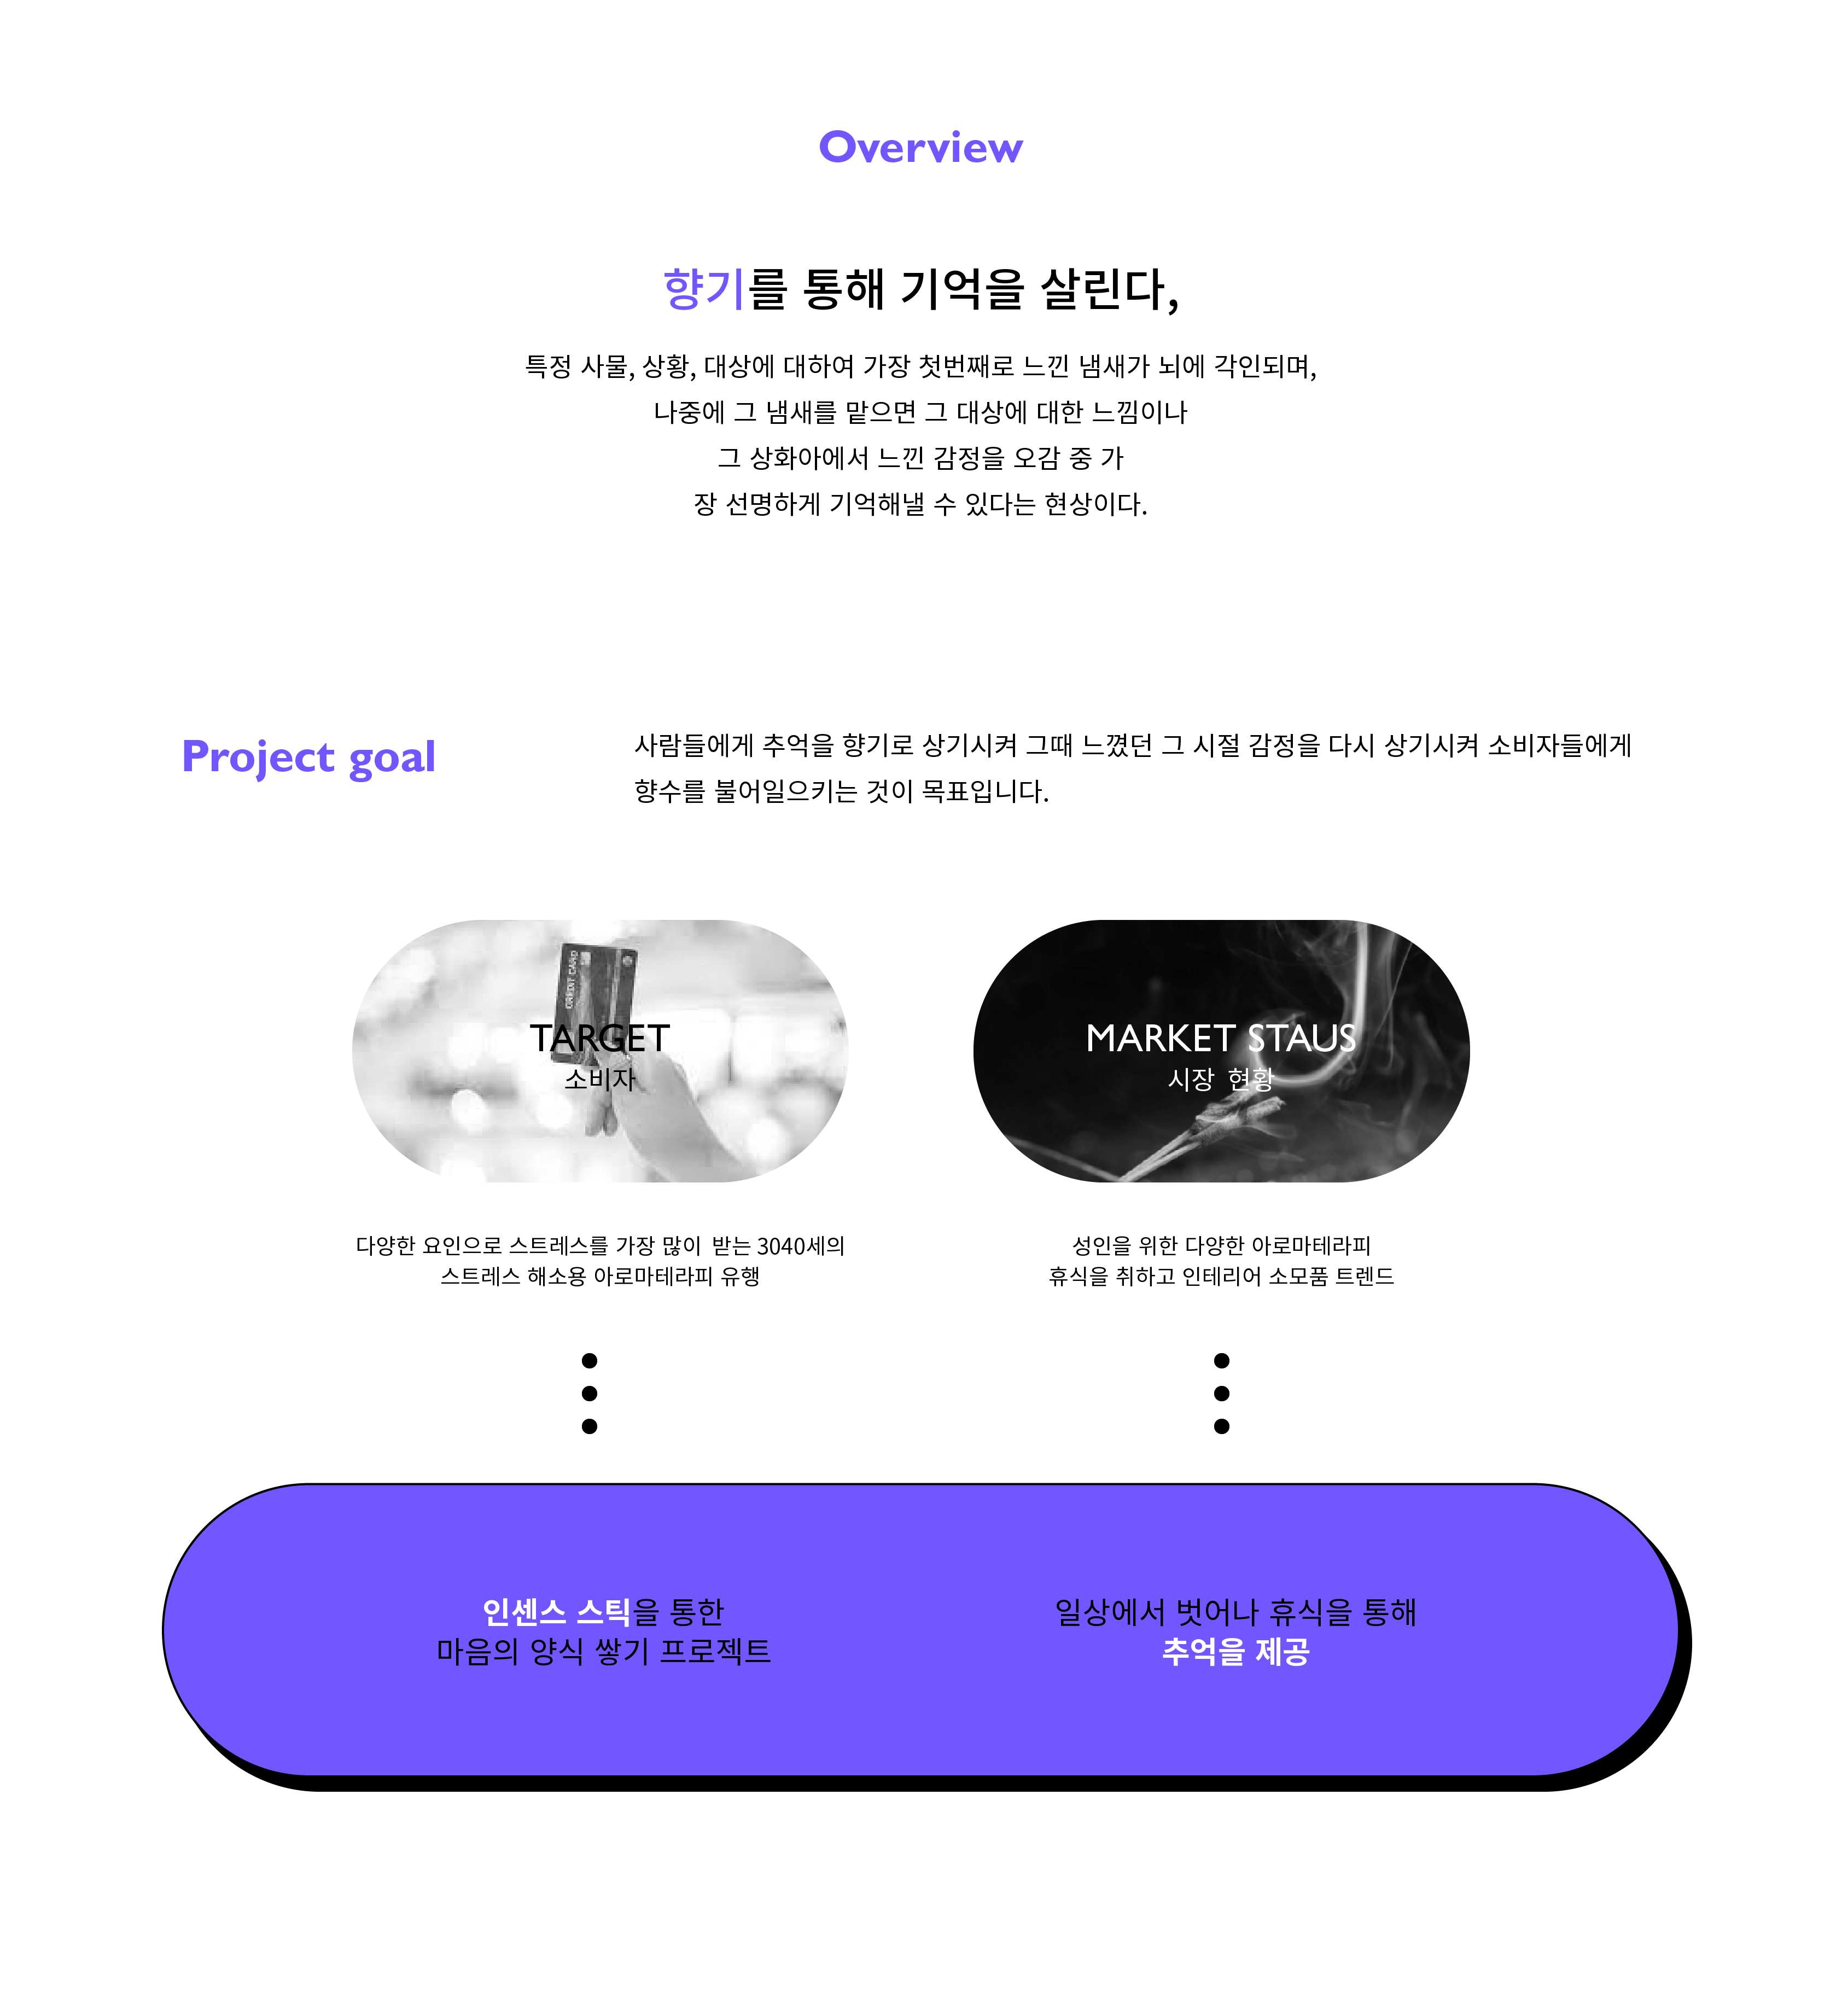 Overview
향기를 통해 기억을 살린다,
특정 사물, 상황, 대상에 대하여 가장 첫번째로 느낀 냄새가 뇌에 각인되며,
나중에 그 냄새를 맡으면 그 대상에 대한 느낌이나
그 상화아에서 느낀 감정을 오감 중 가
장 선명하게 기억해낼 수 있다는 현상이다.
Project goal
사람들에게 추억을 향기로 상기시켜 그때 느꼈던 그 시절 감정을 다시 상기시켜 소비자들에게
향수를 불어일으키는 것이 목표입니다.
CREDIT CARD
TARGET
소비자
다양한 요인으로 스트레스를 가장 많이 받는 3040세의
스트레스 해소용 아로마테라피 유행
MARKET STAUS
시장 현황
성인을 위한 다양한 아로마테라피
휴식을 취하고 인테리어 소모품 트렌드
인센스 스틱을 통한
마음의 양식 쌓기 프로젝트
일상에서 벗어나 휴식을 통해
추억을 제공